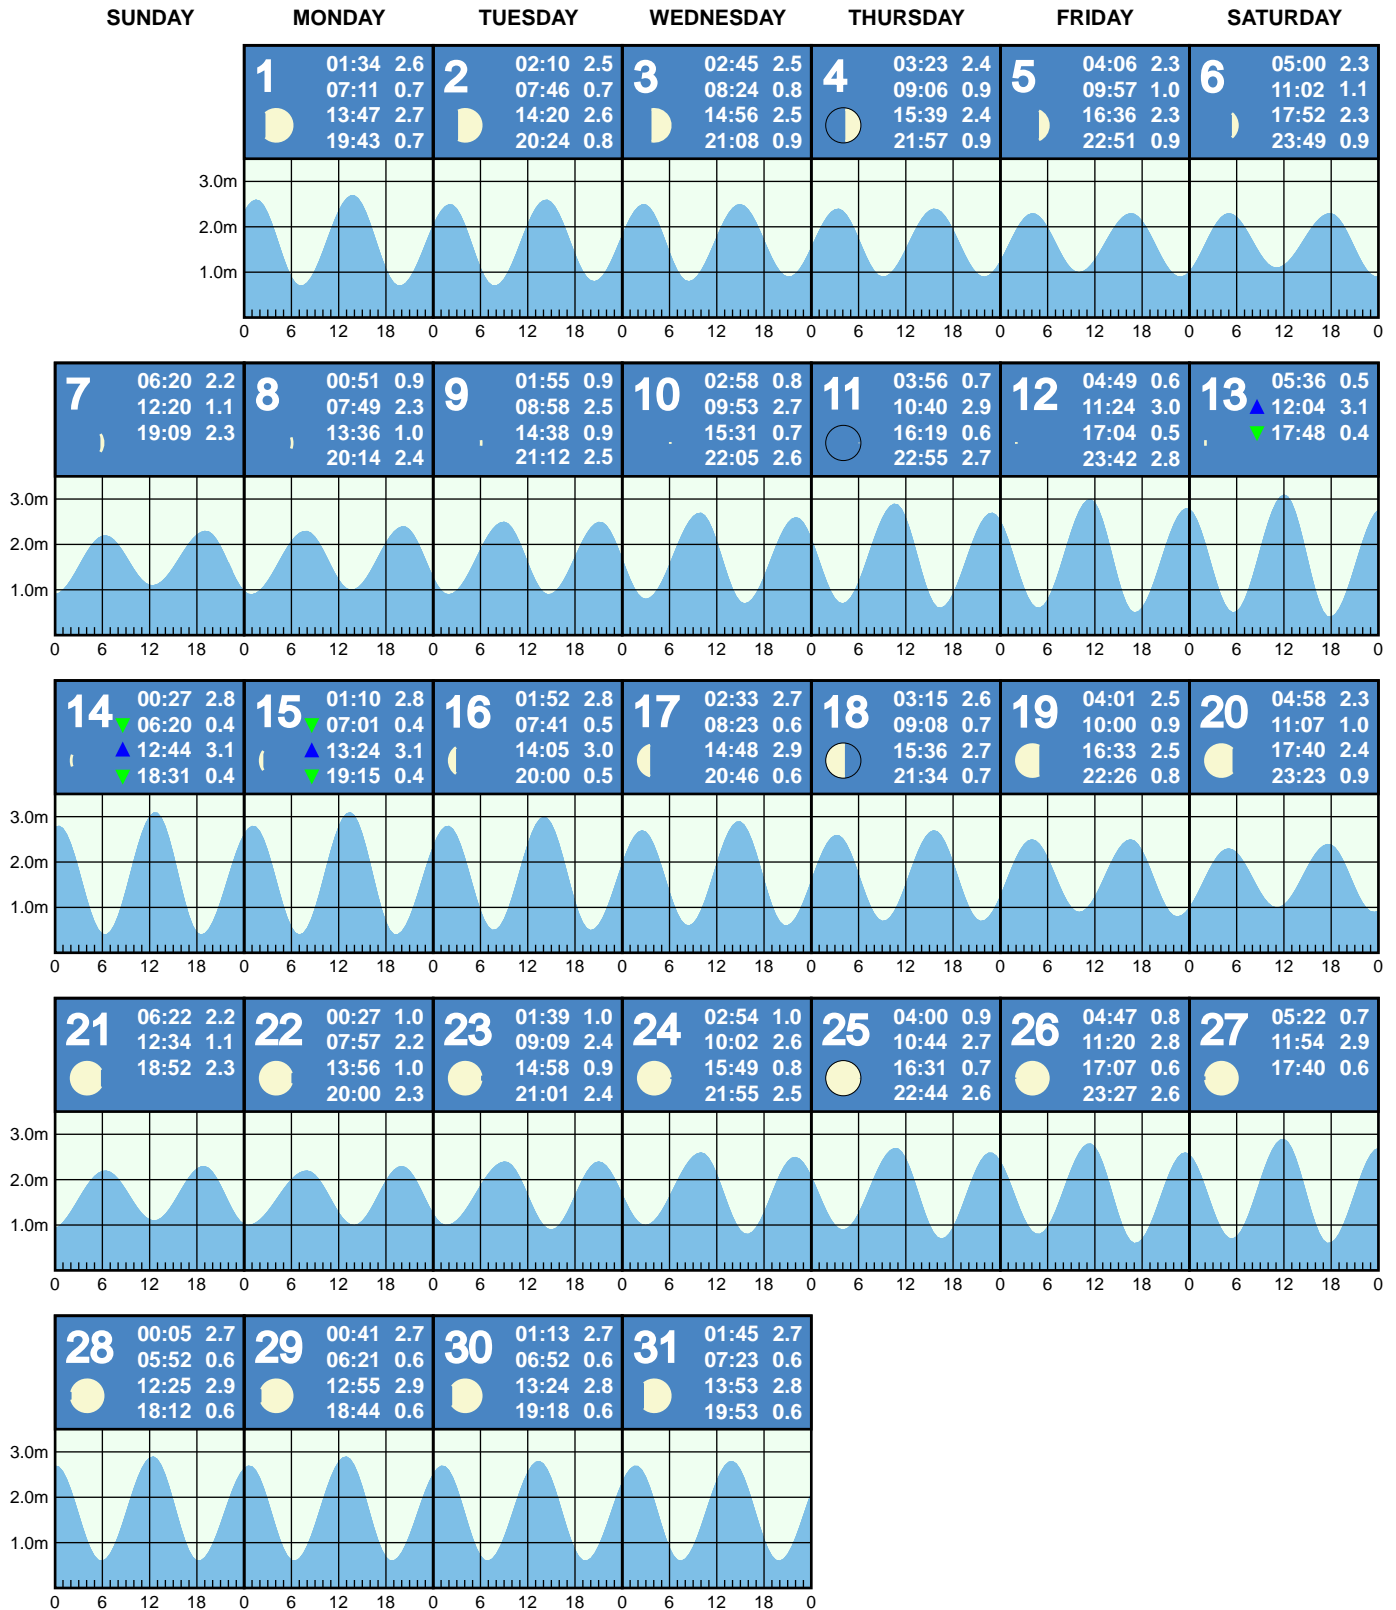 SUNDAY MONDAY TUESDAY WEDNESDAY THURSDAY FRIDAY SATURDAY
1 01:34 2.6
07:11 0.7
13:47 2.7
19:43 0.7
2 02:10 2.5
07:46 0.7
14:20 2.6
20:24 0.8
3 02:45 2.5
08:24 0.8
14:56 2.5
21:08 0.9
4 03:23 2.4
09:06 0.9
15:39 2.4
21:57 0.9
5 04:06 2.3
09:57 1.0
16:36 2.3
22:51 0.9
6 05:00 2.3
11:02 1.1
17:52 2.3
23:49 0.9
3.0m
2.0m
1.0m
0 6 12 18 0 6 12 18 0 6 12 18 0 6 12 18 0 6 12 18 0 6 12 18 0
7 06:20 2.2
12:20 1.1
19:09 2.3
8 00:51 0.9
07:49 2.3
13:36 1.0
20:14 2.4
9 01:55 0.9
08:58 2.5
14:38 0.9
21:12 2.5
10 02:58 0.8
09:53 2.7
15:31 0.7
22:05 2.6
11 03:56 0.7
10:40 2.9
16:19 0.6
22:55 2.7
12 04:49 0.6
11:24 3.0
17:04 0.5
23:42 2.8
13 05:36 0.5
12:04 3.1
17:48 0.4
3.0m
2.0m
1.0m
0 6 12 18 0 6 12 18 0 6 12 18 0 6 12 18 0 6 12 18 0 6 12 18 0 6 12 18 0
14 00:27 2.8
06:20 0.4
12:44 3.1
18:31 0.4
15 01:10 2.8
07:01 0.4
13:24 3.1
19:15 0.4
16 01:52 2.8
07:41 0.5
14:05 3.0
20:00 0.5
17 02:33 2.7
08:23 0.6
14:48 2.9
20:46 0.6
18 03:15 2.6
09:08 0.7
15:36 2.7
21:34 0.7
19 04:01 2.5
10:00 0.9
16:33 2.5
22:26 0.8
20 04:58 2.3
11:07 1.0
17:40 2.4
23:23 0.9
3.0m
2.0m
1.0m
0 6 12 18 0 6 12 18 0 6 12 18 0 6 12 18 0 6 12 18 0 6 12 18 0 6 12 18 0
21 06:22 2.2
12:34 1.1
18:52 2.3
22 00:27 1.0
07:57 2.2
13:56 1.0
20:00 2.3
23 01:39 1.0
09:09 2.4
14:58 0.9
21:01 2.4
24 02:54 1.0
10:02 2.6
15:49 0.8
21:55 2.5
25 04:00 0.9
10:44 2.7
16:31 0.7
22:44 2.6
26 04:47 0.8
11:20 2.8
17:07 0.6
23:27 2.6
27 05:22 0.7
11:54 2.9
17:40 0.6
3.0m
2.0m
1.0m
0 6 12 18 0 6 12 18 0 6 12 18 0 6 12 18 0 6 12 18 0 6 12 18 0 6 12 18 0
28 00:05 2.7
05:52 0.6
12:25 2.9
18:12 0.6
29 00:41 2.7
06:21 0.6
12:55 2.9
18:44 0.6
30 01:13 2.7
06:52 0.6
13:24 2.8
19:18 0.6
31 01:45 2.7
07:23 0.6
13:53 2.8
19:53 0.6
3.0m
2.0m
1.0m
0 6 12 18 0 6 12 18 0 6 12 18 0 6 12 18 0